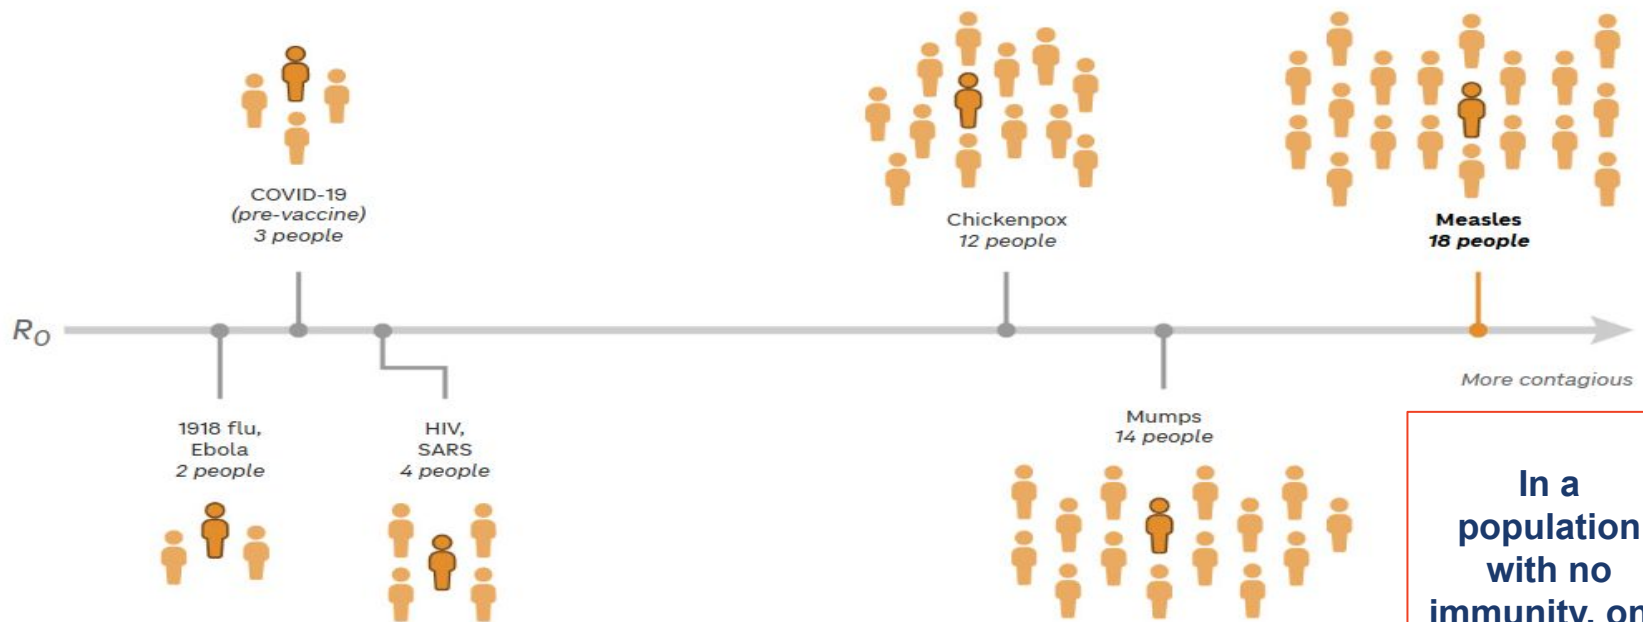 COVID-19
(pre-vaccine)
3 people
Chickenpox
12 people
Measles
18 people
R0
More contagious
1918 flu,
Ebola
2 people
HIV,
SARS
4 people
Mumps
14 people
In a
population
with no
immunity,